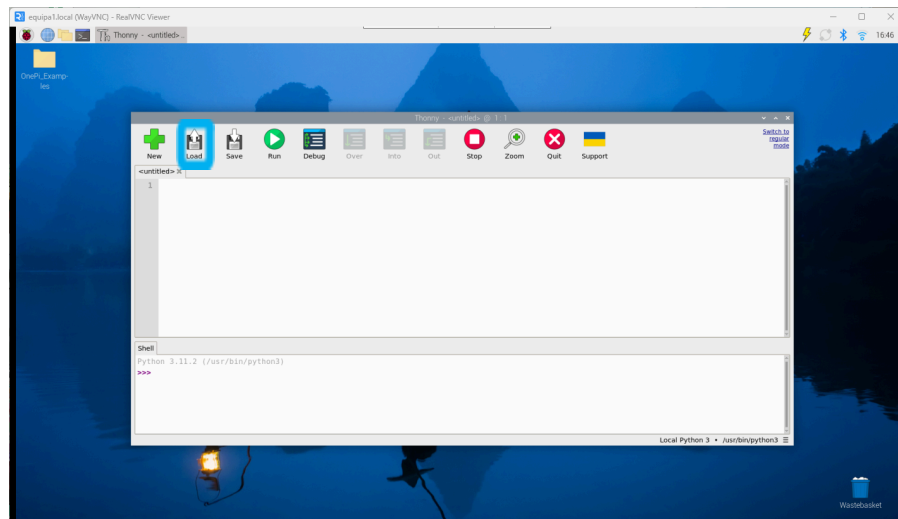 equipa1.local (WayVNC) - RealVNC Viewer
Thonny - <untitled> ..
16:46
OnePi_Examp-
les
Thonny - <untitled> @ 1 : 1
New
Load
Save
Run
Debug
Over
Into
Out
Stop
Zoom
Quit
Support
Switch to
regular
mode
<untitled>
1
Shell
Python 3.11.2 (/usr/bin/python3)
>>>
Local Python 3 • /usr/bin/python3
Wastebasket